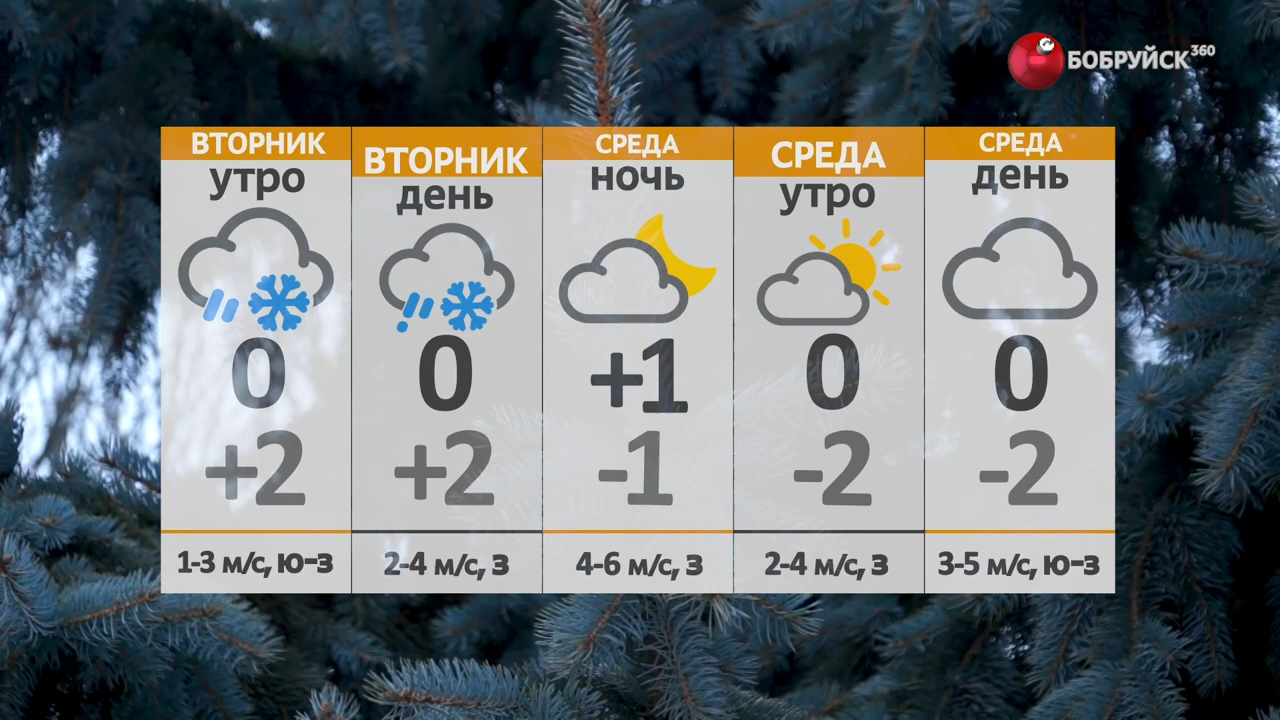 БОБРУЙСК360
ВТОРНИК
утро
0
+2
1-3 м/с, ю-з
ВТОРНИК
день
0
+2
2-4 м/с, з
СРЕДА
ночь
+1
-1
4-6 м/с, з
СРЕДА
утро
0
-2
2-4 м/с, з
СРЕДА
день
0
-2
3-5 м/с, ю-з